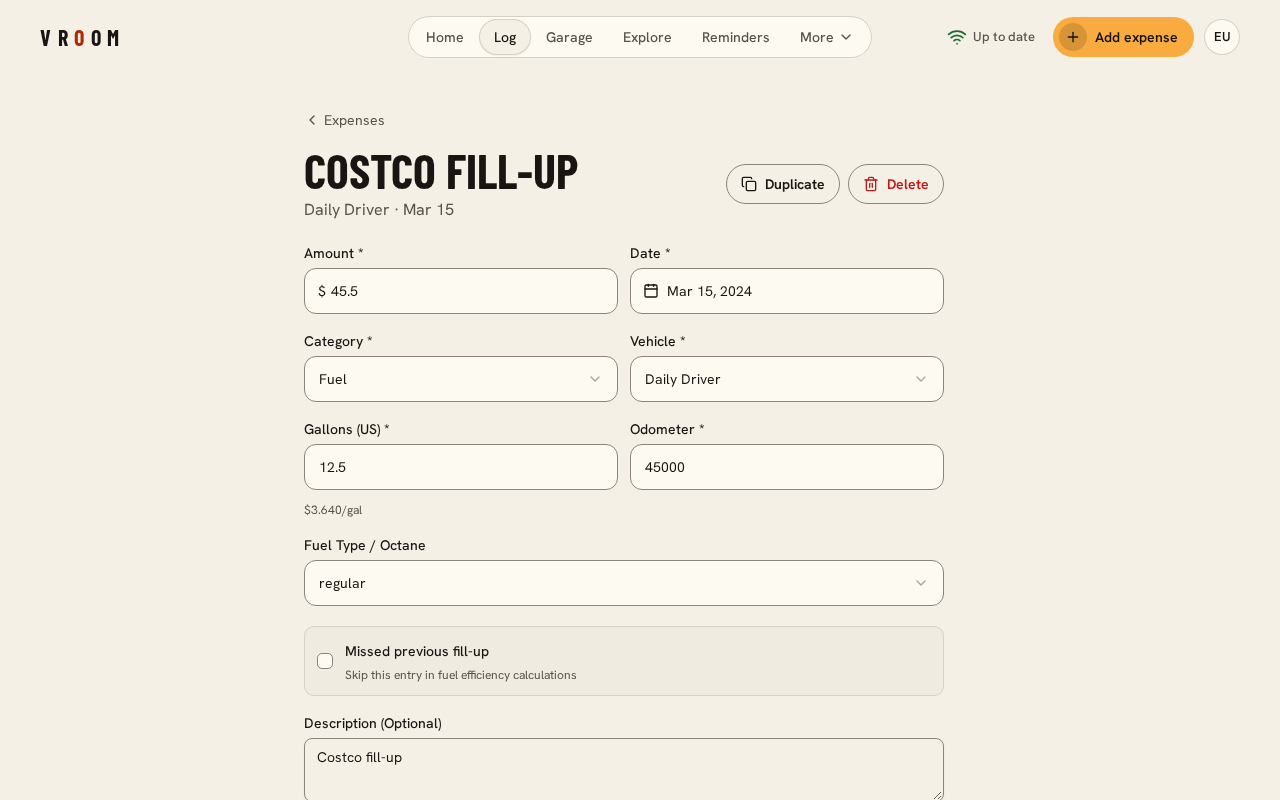 VROOM
Home
Log
Garage
Explore
Reminders
More
Up to date
Add expense
EU
Expenses
COSTCO FILL-UP
Daily Driver · Mar 15
Duplicate
Delete
Amount *
$ 45.5
Date *
Mar 15, 2024
Category *
Fuel
Vehicle *
Daily Driver
Gallons (US) *
12.5
Odometer *
45000
$3.640/gal
Fuel Type / Octane
regular
Missed previous fill-up
Skip this entry in fuel efficiency calculations
Description (Optional)
Costco fill-up